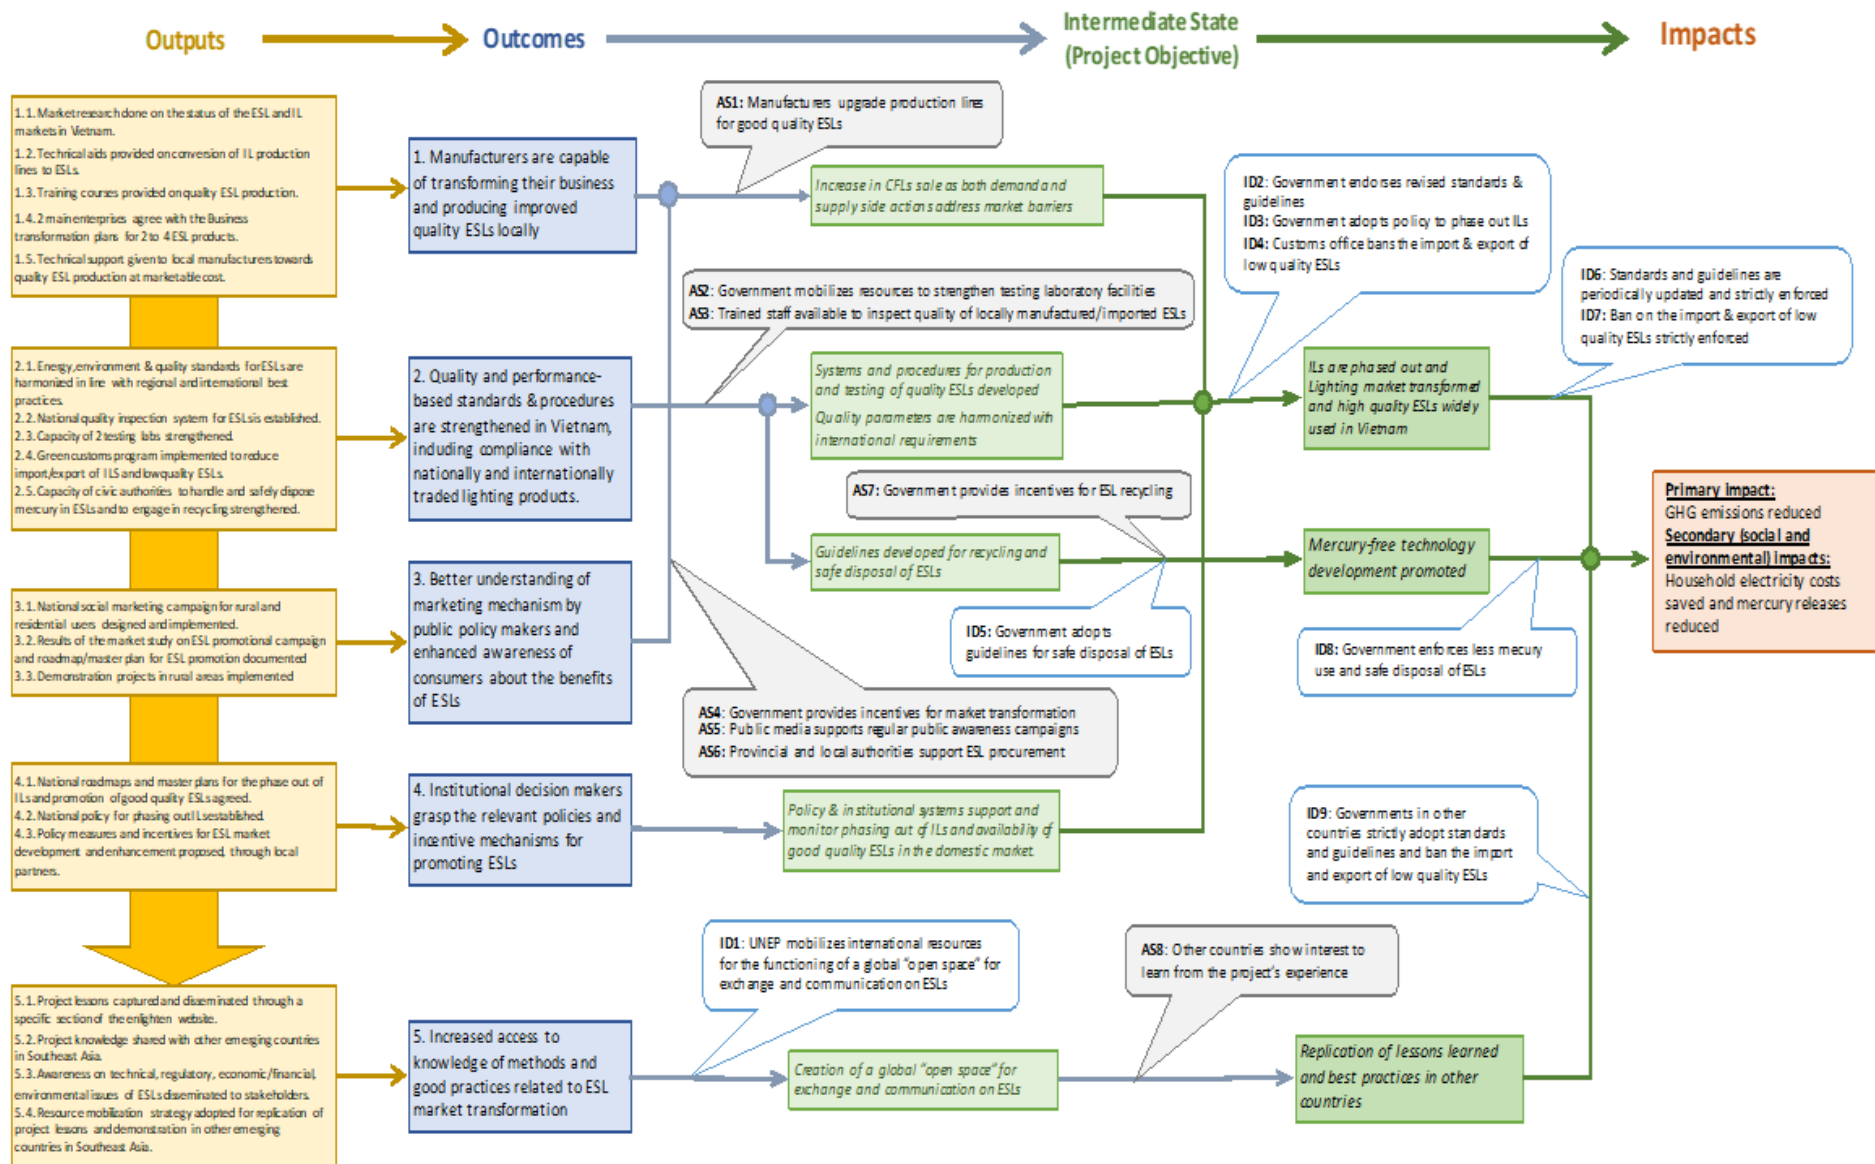 Outputs
Outcomes
Intermediate State
(Project Objective)
Impacts
1.1. Market research done on the status of the ESL and IL
markets in Vietnam.
1.2. Technical aids provided on conversion of IL production
lines to ESLs.
1.3. Training courses provided on quality ESL production.
1.4. 2 main enterprises agree with the Business
transformation plans for 2 to 4 ESL products.
1.5. Technical support given to local manufacturers towards
quality ESL production at marketable cost.
2.1. Energy, environment & quality standards for ESLs are
harmonized in line with regional and international best
practices.
2.2. National quality inspection system for ESLs is established.
2.3. Capacity of 2 testing labs strengthened.
2.4. Green customs program implemented to reduce
import/export of ILS and low quality ESLs.
2.5. Capacity of civic authorities to handle and safely dispose
mercury in ESLs and to engage in recycling strengthened.
3.1. National social marketing campaign for rural and
residential users designed and implemented.
3.2. Results of the market study on ESL promotional campaign
and roadmap/master plan for ESL promotion documented
3.3. Demonstration projects in rural areas implemented
4.1. National roadmaps and master plans for the phase out of
ILs and promotion of good quality ESLs agreed.
4.2. National policy for phasing out ILs established.
4.3. Policy measures and incentives for ESL market
development and enhancement proposed, through local
partners.
5.1. Project lessons captured and disseminated through a
specific section of the enlighten website.
5.2. Project knowledge shared with other emerging countries
in Southeast Asia.
5.3. Awareness on technical, regulatory, economic/financial,
environmental issues of ESLs disseminated to stakeholders.
5.4. Resource mobilization strategy adopted for replication of
project lessons and demonstration in other emerging
countries in Southeast Asia.
1. Manufacturers are capable
of transforming their business
and producing improved
quality ESLs locally
2. Quality and performance-
based standards & procedures
are strengthened in Vietnam,
including compliance with
nationally and internationally
traded lighting products.
3. Better understanding of
marketing mechanism by
public policy makers and
enhanced awareness of
consumers about the benefits
of ESLs
4. Institutional decision makers
grasp the relevant policies and
incentive mechanisms for
promoting ESLs
5. Increased access to
knowledge of methods and
good practices related to ESL
market transformation
AS1: Manufacturers upgrade production lines
for good quality ESLs
Increase in CFLs sale as both demand and
supply side actions address market barriers
AS2: Government mobilizes resources to strengthen testing laboratory facilities
AS3: Trained staff available to inspect quality of locally manufactured/imported ESLs
Systems and procedures for production
and testing of quality ESLs developed
Quality parameters are harmonized with
international requirements
AS7: Government provides incentives for ESL recycling
Guidelines developed for recycling and
safe disposal of ESLs
ID5: Government adopts
guidelines for safe disposal of ESLs
AS4: Government provides incentives for market transformation
AS5: Public media supports regular public awareness campaigns
AS6: Provincial and local authorities support ESL procurement
Policy & institutional systems support and
monitor phasing out of ILs and availability of
good quality ESLs in the domestic market.
ID1: UNEP mobilizes international resources
for the functioning of a global "open space" for
exchange and communication on ESLs
Creation of a global "open space" for
exchange and communication on ESLs
AS8: Other countries show interest to
learn from the project's experience
ID2: Government endorses revised standards &
guidelines
ID3: Government adopts policy to phase out ILs
ID4: Customs office bans the import & export of
low quality ESLs
ID6: Standards and guidelines are
periodically updated and strictly enforced
ID7: Ban on the import & export of low
quality ESLs strictly enforced
ILs are phased out and
Lighting market transformed
and high quality ESLs widely
used in Vietnam
Mercury-free technology
development promoted
ID8: Government enforces less mecury
use and safe disposal of ESLs
ID9: Governments in other
countries strictly adopt standards
and guidelines and ban the import
and export of low quality ESLs
Replication of lessons learned
and best practices in other
countries
Primary impact:
GHG emissions reduced
Secondary (social and
environmental) impacts:
Household electricity costs
saved and mercury releases
reduced